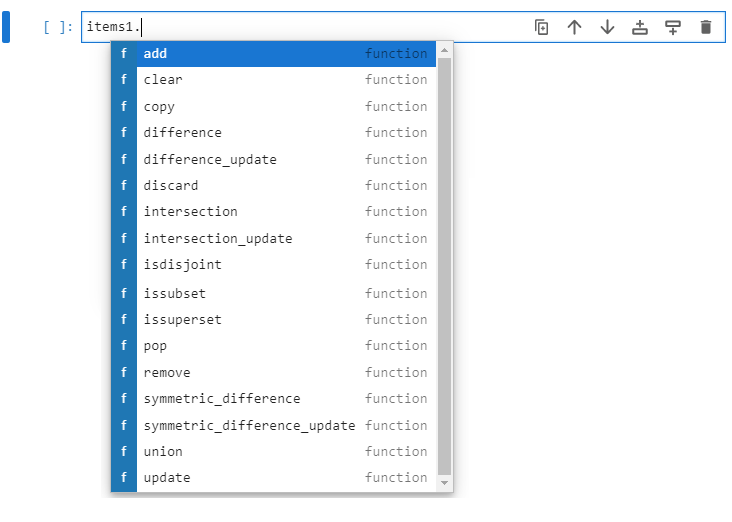 [ ]: items1.
f add function
f clear function
f copy function
f difference function
f difference_update function
f discard function
f intersection function
f intersection_update function
f isdisjoint function
f issubset function
f issuperset function
f pop function
f remove function
f symmetric_difference function
f symmetric_difference_update function
f union function
f update function